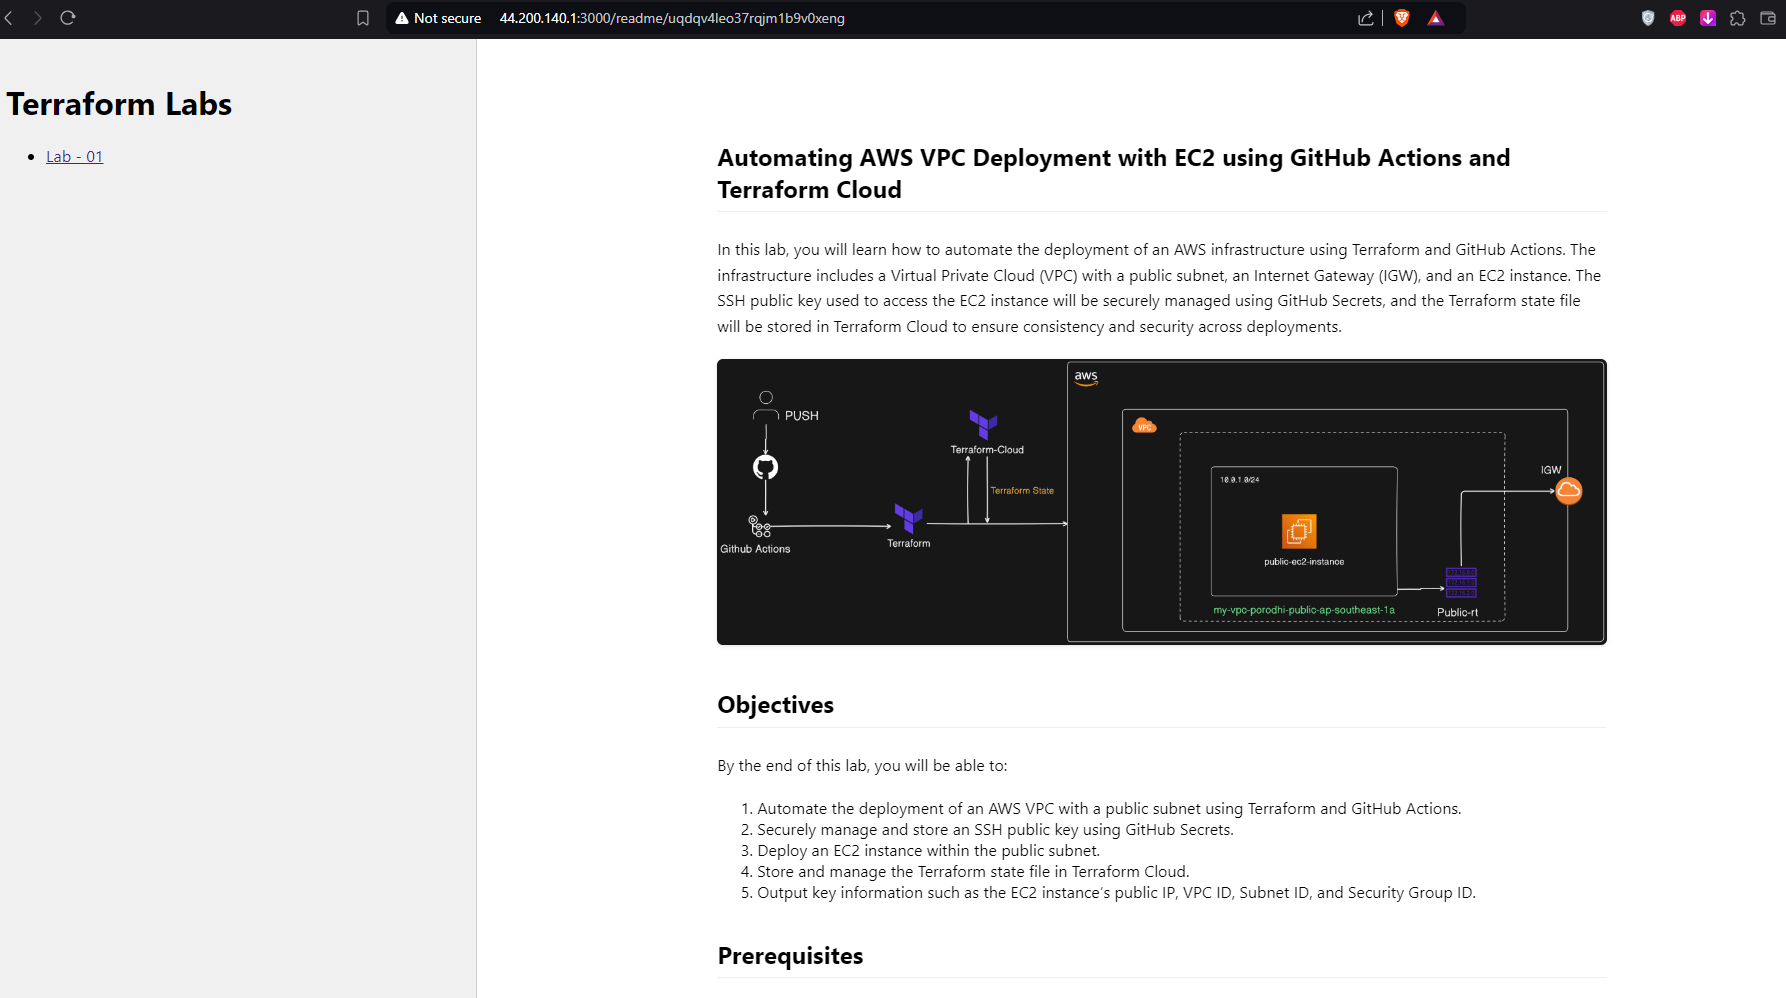 Not secure 44.200.140.1:3000/readme/uqdqv4leo37rqjm1b9v0xeng
ABP
Terraform Labs
Lab - 01
Automating AWS VPC Deployment with EC2 using GitHub Actions and
Terraform Cloud
In this lab, you will learn how to automate the deployment of an AWS infrastructure using Terraform and GitHub Actions. The
infrastructure includes a Virtual Private Cloud (VPC) with a public subnet, an Internet Gateway (IGW), and an EC2 instance. The
SSH public key used to access the EC2 instance will be securely managed using GitHub Secrets, and the Terraform state file
will be stored in Terraform Cloud to ensure consistency and security across deployments.
PUSH
Github Actions
Terraform
Terraform-Cloud
Terraform State
aws
VPC
10.0.1.0/24
public-ec2-instance
my-vpc-porodhi-public-ap-southeast-1a
Public-rt
IGW
Objectives
By the end of this lab, you will be able to:
1. Automate the deployment of an AWS VPC with a public subnet using Terraform and GitHub Actions.
2. Securely manage and store an SSH public key using GitHub Secrets.
3. Deploy an EC2 instance within the public subnet.
4. Store and manage the Terraform state file in Terraform Cloud.
5. Output key information such as the EC2 instance's public IP, VPC ID, Subnet ID, and Security Group ID.
Prerequisites